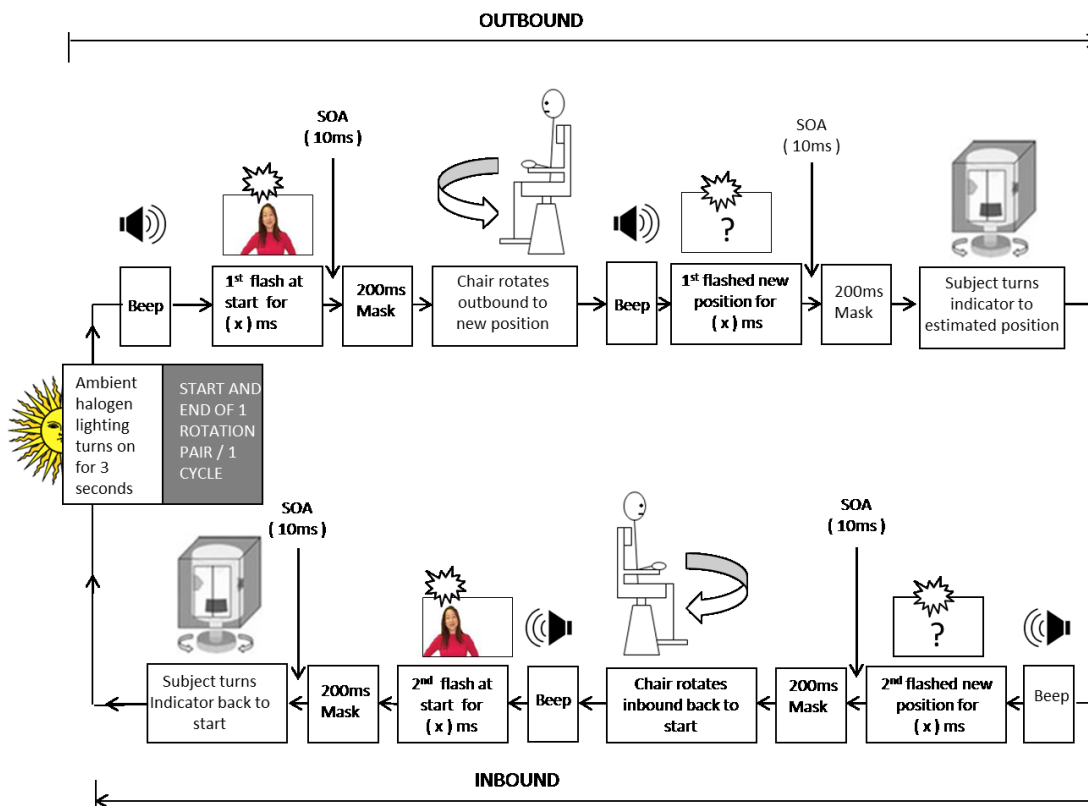 OUTBOUND
SOA
( 10ms )
SOA
( 10ms )
?
Beep
1st flash at
start for
( x ) ms
200ms
Mask
Chair rotates
outbound to
new position
Beep
1st flashed new
position for
( x ) ms
200ms
Mask
Subject turns
indicator to
estimated position
Ambient
halogen
lighting
turns on
for 3
seconds
START AND
END OF 1
ROTATION
PAIR / 1
CYCLE
SOA
( 10ms )
SOA
( 10ms )
?
Subject turns
Indicator back to
start
200ms
Mask
2nd flash at
start for
( x ) ms
Beep
Chair rotates
inbound back to
start
200ms
Mask
2nd flashed new
position for
( x ) ms
Beep
INBOUND